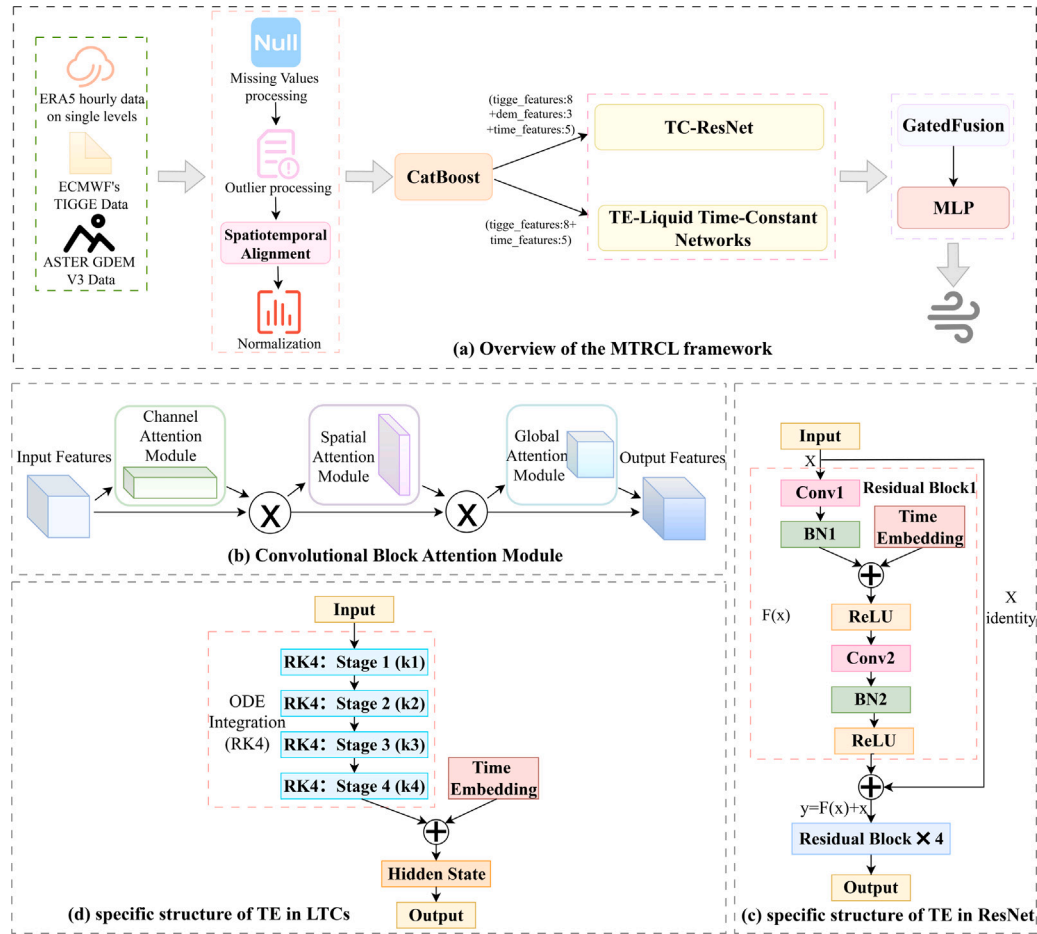 ERA5 hourly data
on single levels
ECMWF's
TIGGE Data
ASTER GDEM
V3 Data
Null
Missing Values
processing
Outlier processing
Spatiotemporal
Alignment
Normalization
CatBoost
(tigge_features:8
+dem_features:3
+time_features:5)
(tigge_features:8+
time_features:5)
TC-ResNet
TE-Liquid Time-Constant
Networks
GatedFusion
MLP
(a) Overview of the MTRCL framework
Input Features
Channel
Attention
Module
X
Spatial
Attention
Module
X
Global
Attention
Module
Output Features
(b) Convolutional Block Attention Module
Input
RK4：Stage 1 (k1)
RK4：Stage 2 (k2)
RK4：Stage 3 (k3)
RK4：Stage 4 (k4)
ODE
Integration
(RK4)
Time
Embedding
+
Hidden State
Output
(d) specific structure of TE in LTCs
Input
X
Conv1
Residual Block1
BN1
Time
Embedding
+
F(x)
ReLU
Conv2
BN2
ReLU
X
identity
+
y=F(x)+x
Residual Block ✕ 4
Output
(c) specific structure of TE in ResNet